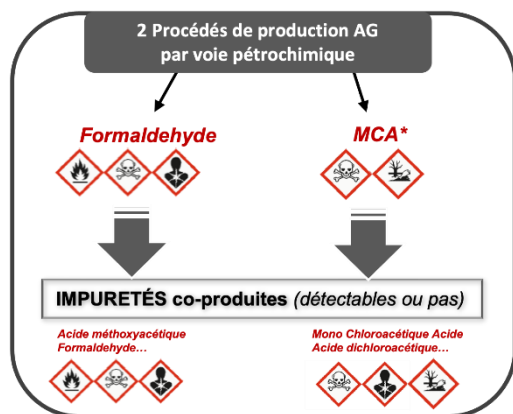 2 Procédés de production AG
par voie pétrochimique
Formaldehyde
MCA*
IMPURETÉS co-produites (détectables ou pas)
Acide méthoxyacétique
Formaldehyde…
Mono Chloroacétique Acide
Acide dichloroacétique…